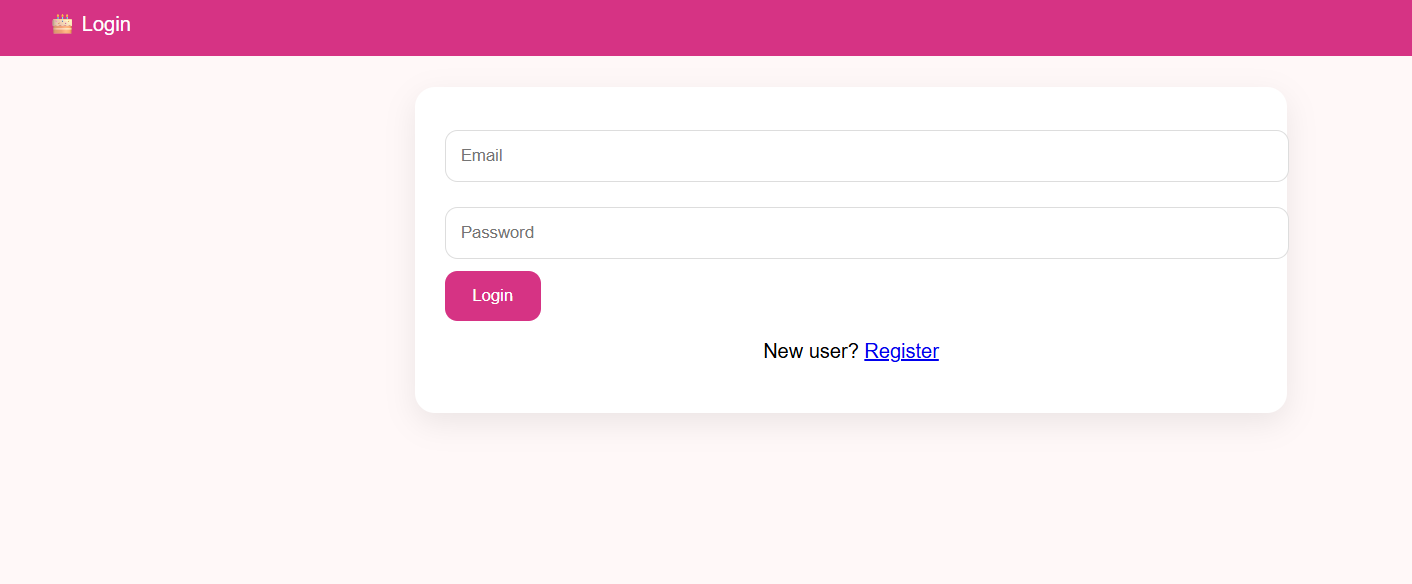 🎂 Login
Email
Password
Login
New user? Register